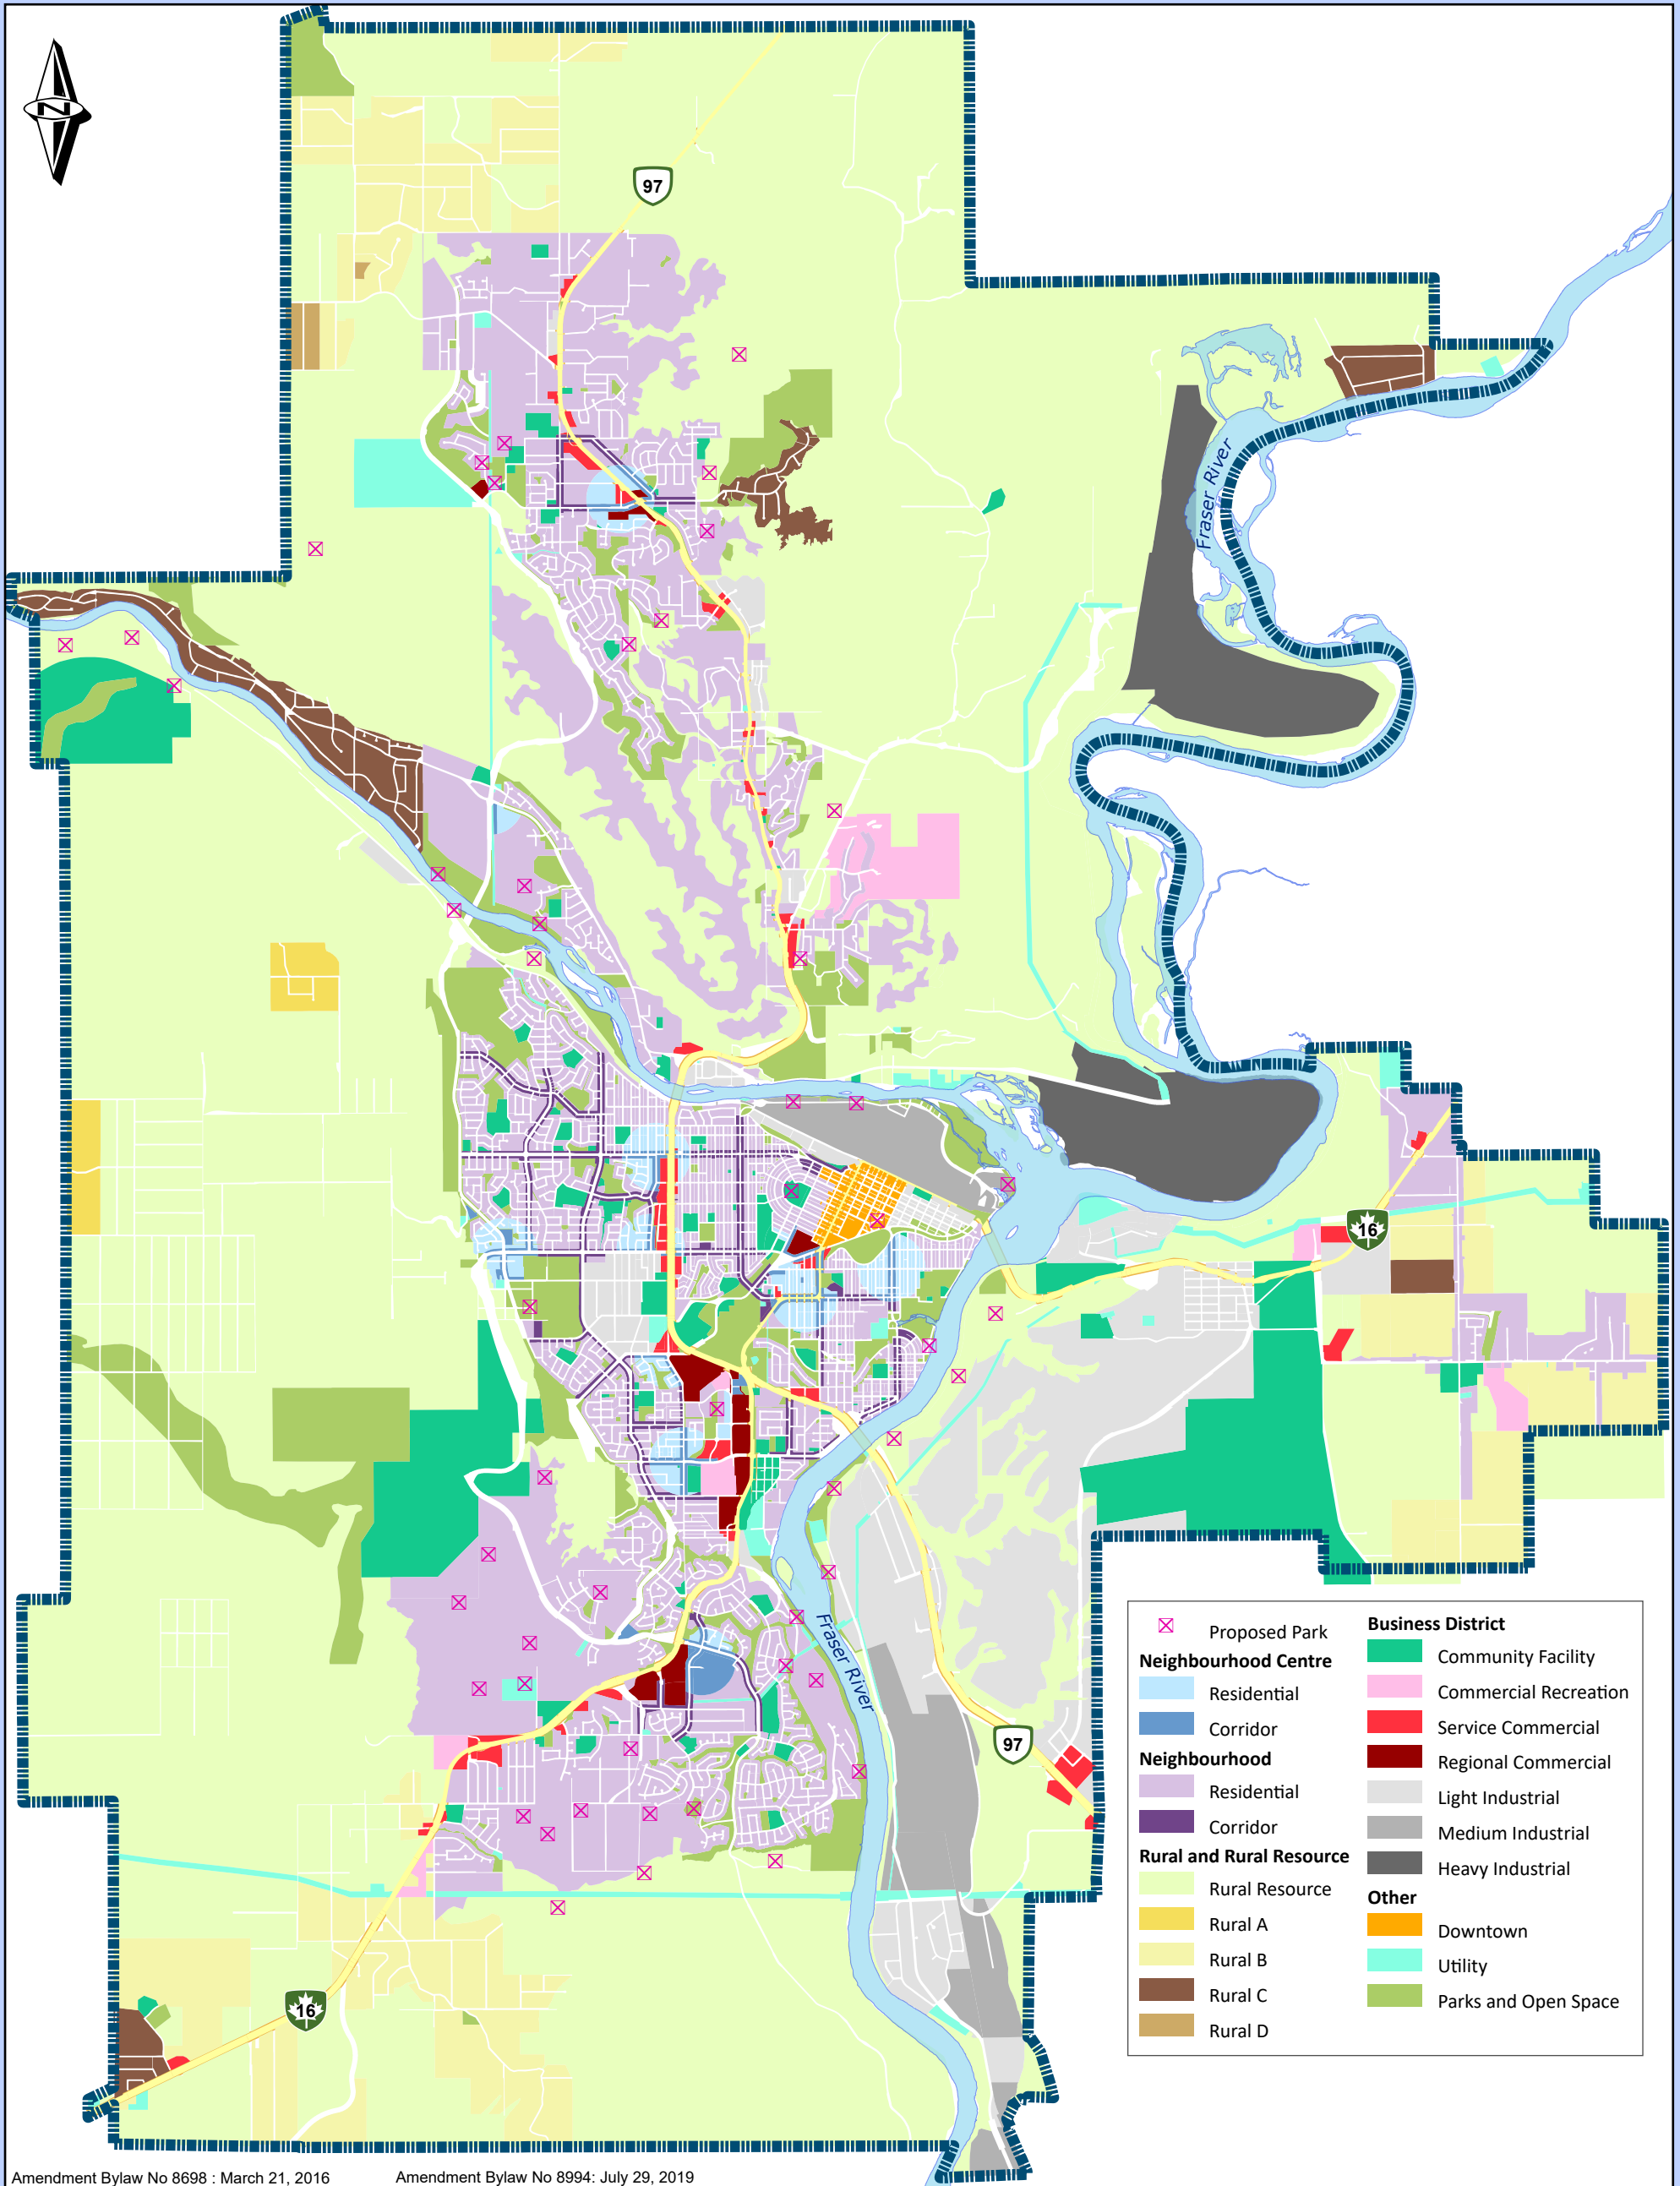 N
97
Fraser River
16
Fraser River
97
16
Proposed Park
Neighbourhood Centre
Residential
Corridor
Neighbourhood
Residential
Corridor
Rural and Rural Resource
Rural Resource
Rural A
Rural B
Rural C
Rural D
Business District
Community Facility
Commercial Recreation
Service Commercial
Regional Commercial
Light Industrial
Medium Industrial
Heavy Industrial
Other
Downtown
Utility
Parks and Open Space
Amendment Bylaw No 8698 : March 21, 2016
Amendment Bylaw No 8994: July 29, 2019